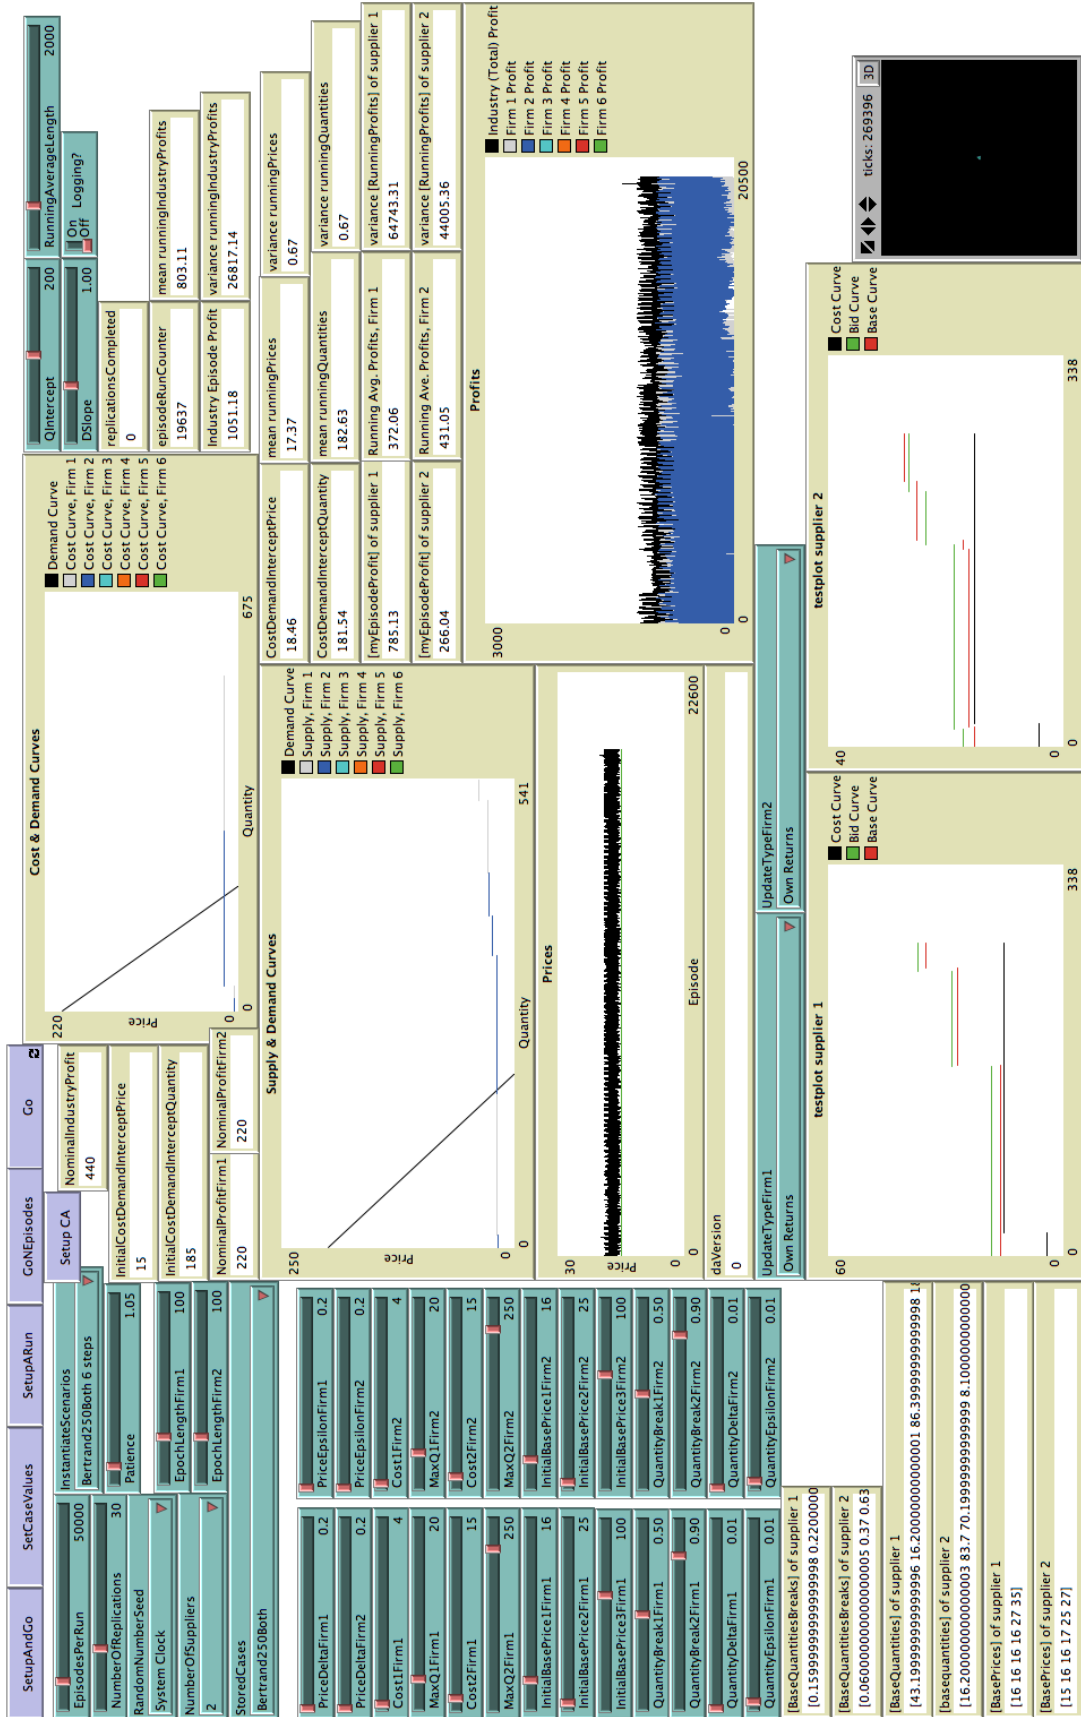 SetupAndGo
SetCaseValues
SetupARun
GoNEpisodes
Go
EpisodesPerRun 50000
NumberOfReplications 30
RandomNumberSeed
System Clock
NumberOfSuppliers
2
StoredCases
Bertrand250Both
InstantiateScenarios
Bertrand250Both 6 steps
Patience 1.05
EpochLengthFirm1 100
EpochLengthFirm2 100
Setup CA
NominalIndustryProfit
440
InitialCostDemandInterceptPrice
15
InitialCostDemandInterceptQuantity
185
NominalProfitFirm1
220
NominalProfitFirm2
220
Cost & Demand Curves
220
Price
0
0
Quantity
675
Demand Curve
Cost Curve, Firm 1
Cost Curve, Firm 2
Cost Curve, Firm 3
Cost Curve, Firm 4
Cost Curve, Firm 5
Cost Curve, Firm 6
QIntercept 200
RunningAverageLength 2000
DSlope 1.00
On
Off
Logging?
replicationsCompleted
0
episodeRunCounter
19637
mean runningIndustryProfits
803.11
Industry Episode Profit
1051.18
variance runningIndustryProfits
26817.14
PriceDeltaFirm1 0.2
PriceDeltaFirm2 0.2
Cost1Firm1 4
MaxQ1Firm1 20
Cost2Firm1 15
MaxQ2Firm1 250
InitialBasePrice1Firm1 16
InitialBasePrice2Firm1 25
InitialBasePrice3Firm1 100
QuantityBreak1Firm1 0.50
QuantityBreak2Firm1 0.90
QuantityDeltaFirm1 0.01
QuantityEpsilonFirm1 0.01
PriceEpsilonFirm1 0.2
PriceEpsilonFirm2 0.2
Cost1Firm2 4
MaxQ1Firm2 20
Cost2Firm2 15
MaxQ2Firm2 250
InitialBasePrice1Firm2 16
InitialBasePrice2Firm2 25
InitialBasePrice3Firm2 100
QuantityBreak1Firm2 0.50
QuantityBreak2Firm2 0.90
QuantityDeltaFirm2 0.01
QuantityEpsilonFirm2 0.01
Supply & Demand Curves
250
Price
0
0
Quantity
541
Demand Curve
Supply, Firm 1
Supply, Firm 2
Supply, Firm 3
Supply, Firm 4
Supply, Firm 5
Supply, Firm 6
CostDemandInterceptPrice
18.46
mean runningPrices
17.37
variance runningPrices
0.67
CostDemandInterceptQuantity
181.54
mean runningQuantities
182.63
variance runningQuantities
0.67
[myEpisodeProfit] of supplier 1
785.13
Running Avg. Profits, Firm 1
372.06
variance [RunningProfits] of supplier 1
64743.31
[myEpisodeProfit] of supplier 2
266.04
Running Ave. Profits, Firm 2
431.05
variance [RunningProfits] of supplier 2
44005.36
Prices
30
Price
0
0
Episode
22600
Profits
3000
0
0
20500
Industry (Total) Profit
Firm 1 Profit
Firm 2 Profit
Firm 3 Profit
Firm 4 Profit
Firm 5 Profit
Firm 6 Profit
daVersion
0
UpdateTypeFirm1
Own Returns
UpdateTypeFirm2
Own Returns
[BaseQuantitiesBreaks] of supplier 1
[0.15999999999999998 0.2200000
[BaseQuantitiesBreaks] of supplier 2
[0.060000000000000005 0.37 0.63
[BaseQuantities] of supplier 1
[basequantities] of supplier 2
[BasePrices] of supplier 1
[16 16 16 27 35]
[BasePrices] of supplier 2
[15 16 16 17 25 27]
testplot supplier 1
60
0
0
338
Cost Curve
Bid Curve
Base Curve
testplot supplier 2
40
0
0
338
Cost Curve
Bid Curve
Base Curve
ticks: 269396
3D